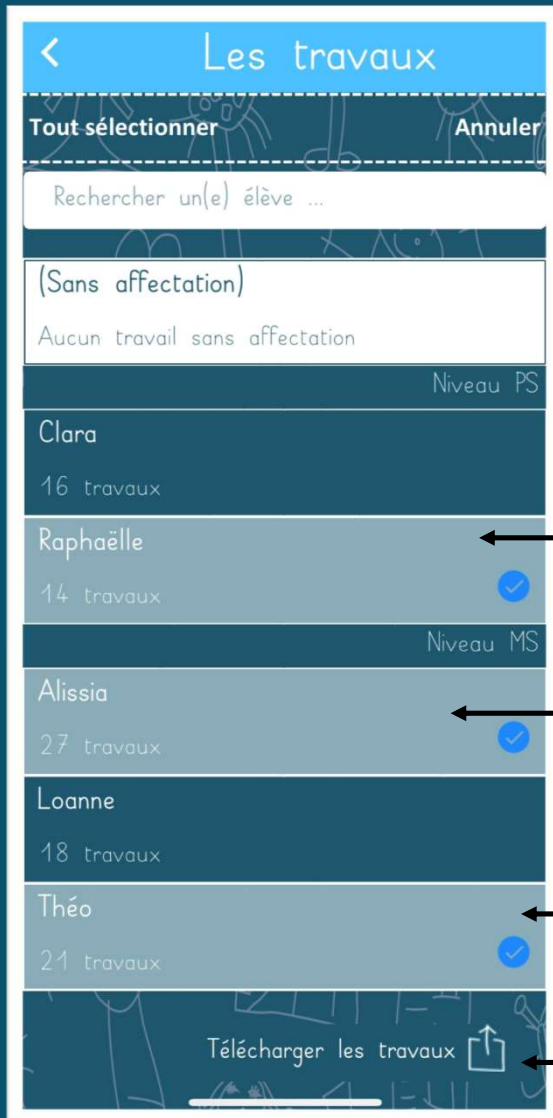 Les travaux
Tout sélectionner Annuler
Rechercher un(e) élève ...
(Sans affectation)
Aucun travail sans affectation
Niveau PS
Clara
16 travaux
Raphaëlle
14 travaux
Niveau MS
Alissia
27 travaux
Loanne
18 travaux
Théo
21 travaux
Télécharger les travaux